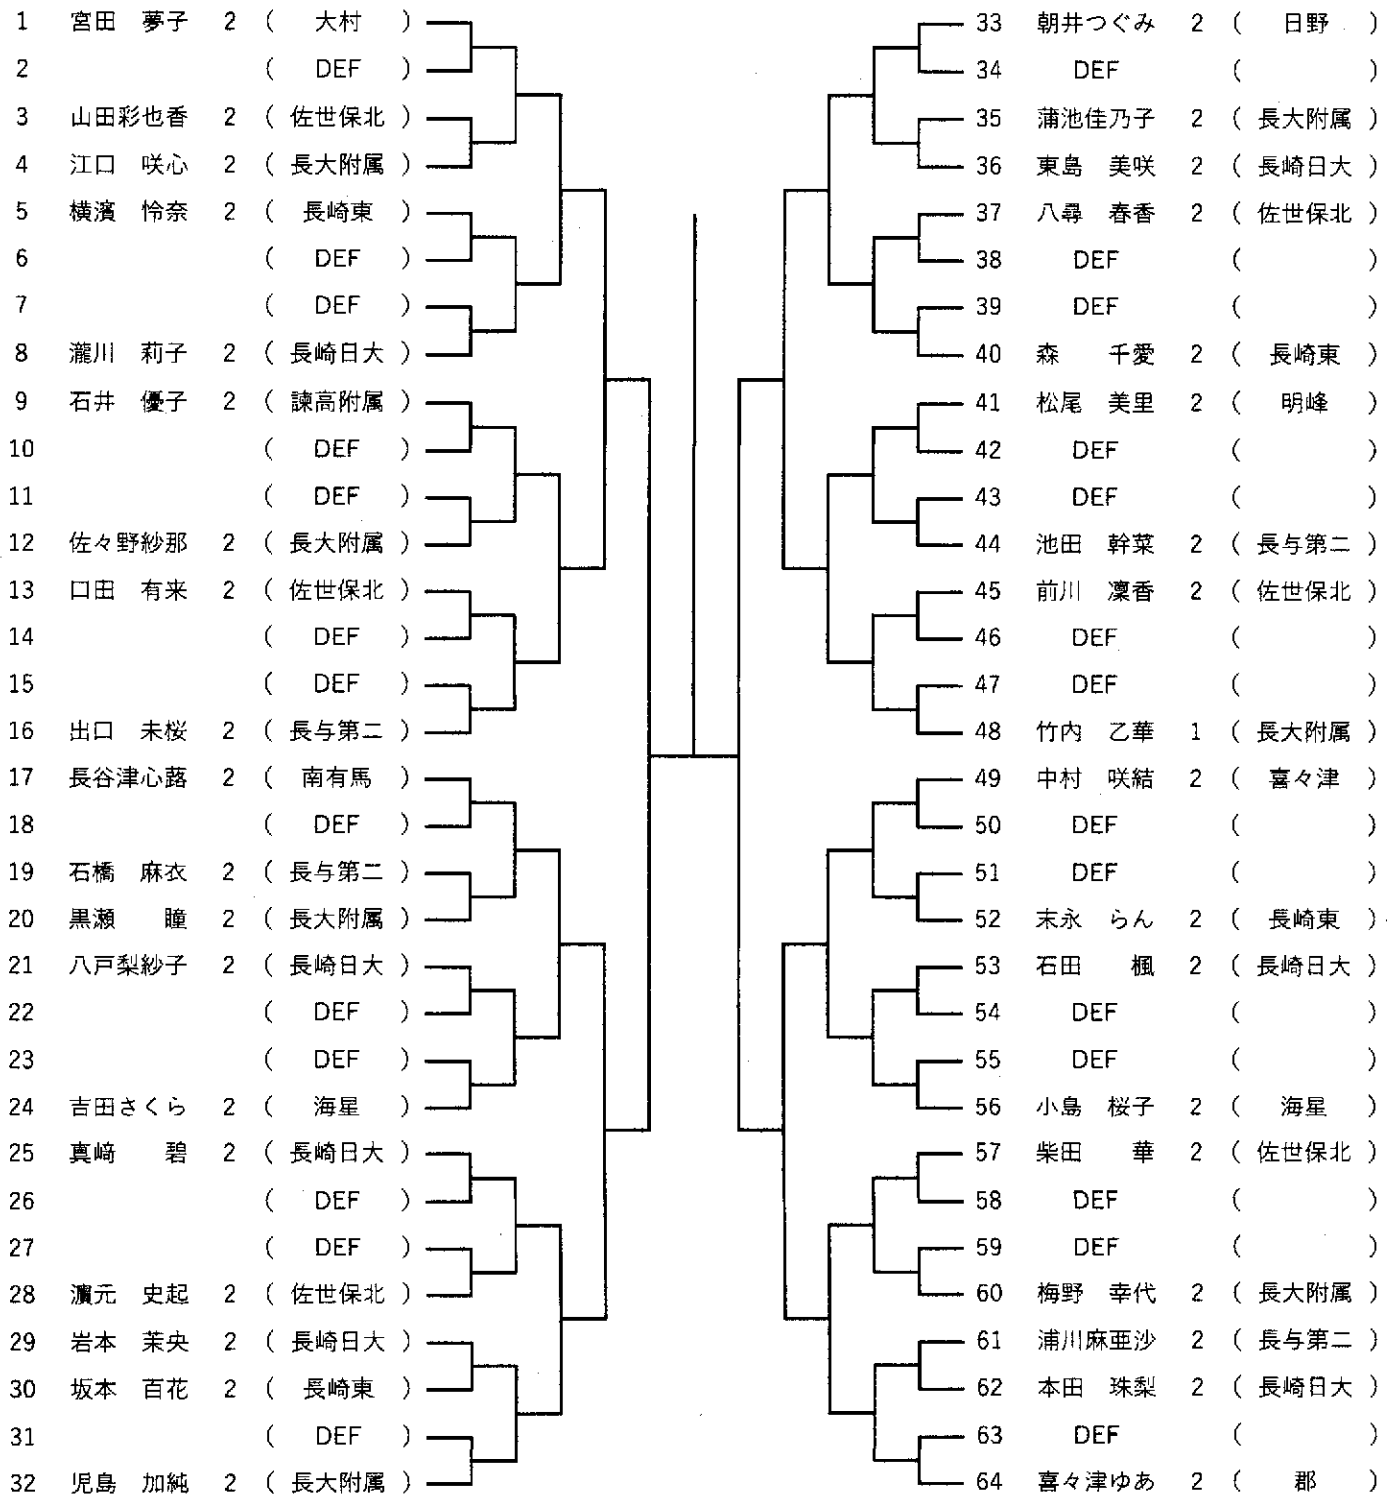 1 宮田 夢子 2 ( 大村 )
2 ( DEF )
3 山田彩也香 2 ( 佐世保北 )
4 江口 咲心 2 ( 長大附属 )
5 横濱 怜奈 2 ( 長崎東 )
6 ( DEF )
7 ( DEF )
8 瀧川 莉子 2 ( 長崎日大 )
9 石井 優子 2 ( 諫高附属 )
10 ( DEF )
11 ( DEF )
12 佐々野紗那 2 ( 長大附属 )
13 口田 有来 2 ( 佐世保北 )
14 ( DEF )
15 ( DEF )
16 出口 未桜 2 ( 長与第二 )
17 長谷津心蕗 2 ( 南有馬 )
18 ( DEF )
19 石橋 麻衣 2 ( 長与第二 )
20 黒瀬 瞳 2 ( 長大附属 )
21 八戸梨紗子 2 ( 長崎日大 )
22 ( DEF )
23 ( DEF )
24 吉田さくら 2 ( 海星 )
25 真﨑 碧 2 ( 長崎日大 )
26 ( DEF )
27 ( DEF )
28 濵元 史起 2 ( 佐世保北 )
29 岩本 茉央 2 ( 長崎日大 )
30 坂本 百花 2 ( 長崎東 )
31 ( DEF )
32 児島 加純 2 ( 長大附属 )
33 朝井つぐみ 2 ( 日野 )
34 DEF ( )
35 蒲池佳乃子 2 ( 長大附属 )
36 東島 美咲 2 ( 長崎日大 )
37 八尋 春香 2 ( 佐世保北 )
38 DEF ( )
39 DEF ( )
40 森 千愛 2 ( 長崎東 )
41 松尾 美里 2 ( 明峰 )
42 DEF ( )
43 DEF ( )
44 池田 幹菜 2 ( 長与第二 )
45 前川 凜香 2 ( 佐世保北 )
46 DEF ( )
47 DEF ( )
48 竹内 乙華 1 ( 長大附属 )
49 中村 咲結 2 ( 喜々津 )
50 DEF ( )
51 DEF ( )
52 末永 らん 2 ( 長崎東 )
53 石田 楓 2 ( 長崎日大 )
54 DEF ( )
55 DEF ( )
56 小島 桜子 2 ( 海星 )
57 柴田 華 2 ( 佐世保北 )
58 DEF ( )
59 DEF ( )
60 梅野 幸代 2 ( 長大附属 )
61 浦川麻亜沙 2 ( 長与第二 )
62 本田 珠梨 2 ( 長崎日大 )
63 DEF ( )
64 喜々津ゆあ 2 ( 郡 )